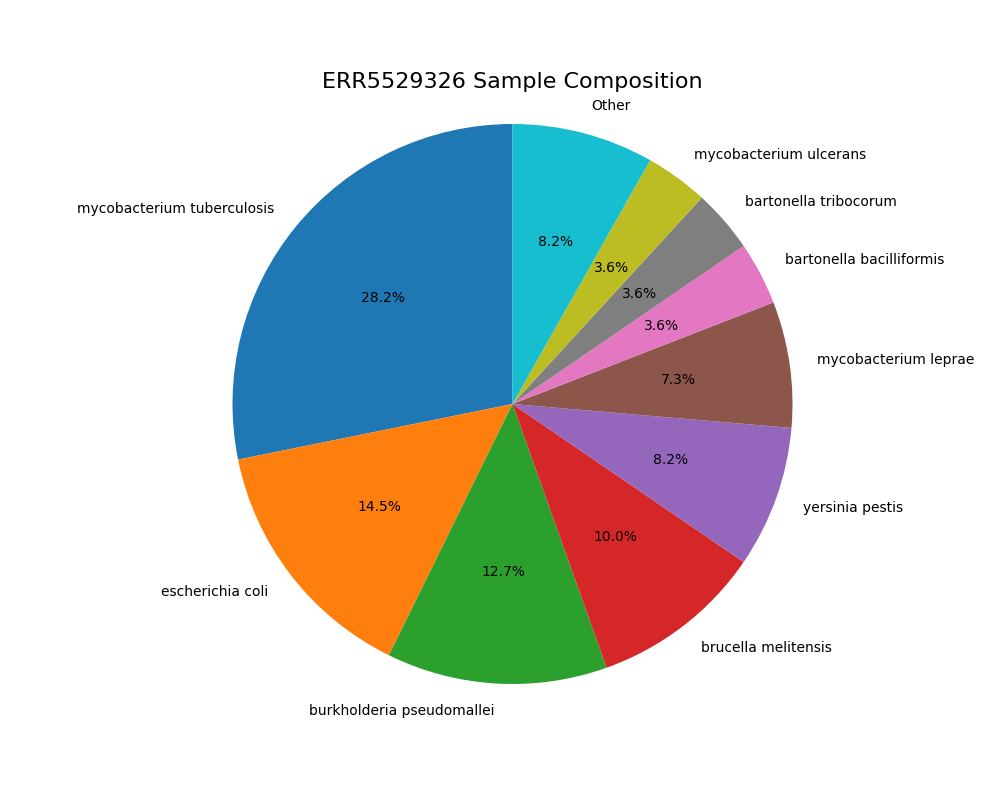 ERR5529326 Sample Composition
Other
mycobacterium ulcerans
bartonella tribocorum
bartonella bacilliformis
mycobacterium leprae
yersinia pestis
brucella melitensis
burkholderia pseudomallei
escherichia coli
mycobacterium tuberculosis
8.2%
3.6%
3.6%
3.6%
7.3%
8.2%
10.0%
12.7%
14.5%
28.2%